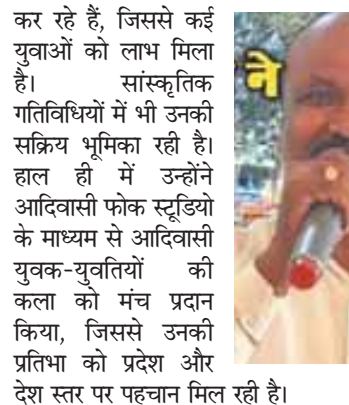 कर रहे हैं, जिससे कई
युवाओं को लाभ मिला
है। सांस्कृतिक
गतिविधियों में भी उनकी
सक्रिय भूमिका रही है।
हाल ही में उन्होंने
आदिवासी फोक स्टूडियो
के माध्यम से आदिवासी
युवक-युवतियों की
कला को मंच प्रदान
किया, जिससे उनकी
प्रतिभा को प्रदेश और
देश स्तर पर पहचान मिल रही है।
ने